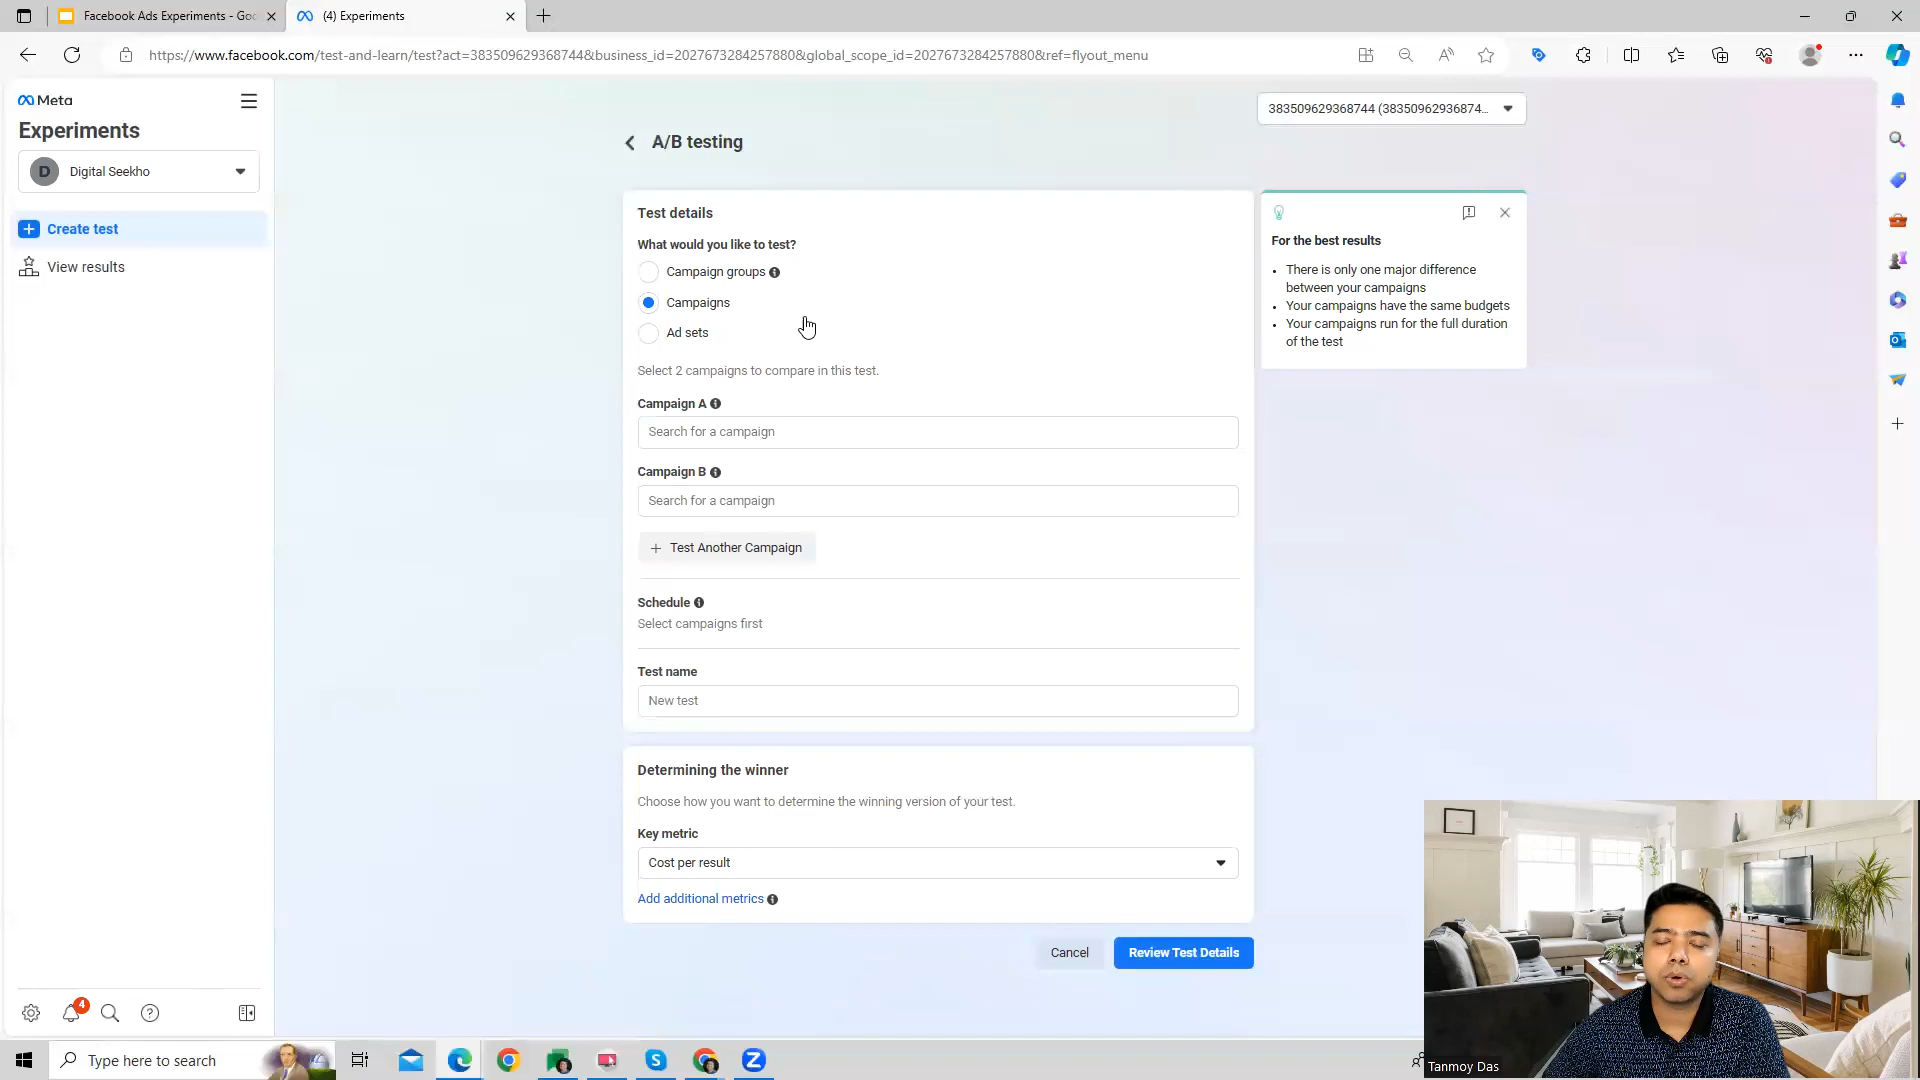 Facebook Ads Experiments - Goo
(4) Experiments
https://www.facebook.com/test-and-learn/test?act=383509629368744&business_id=2027673284257880&global_scope_id=2027673284257880&ref=flyout_menu
Meta
Experiments
D Digital Seekho
Create test
View results
4
383509629368744 (38350962936874...
A/B testing
Test details
What would you like to test?
Campaign groups
Campaigns
Ad sets
Select 2 campaigns to compare in this test.
Campaign A
Search for a campaign
Campaign B
Search for a campaign
+ Test Another Campaign
Schedule
Select campaigns first
Test name
New test
Determining the winner
Choose how you want to determine the winning version of your test.
Key metric
Cost per result
Add additional metrics
Cancel
Review Test Details
For the best results
• There is only one major difference
between your campaigns
• Your campaigns have the same budgets
• Your campaigns run for the full duration
of the test
Type here to search
Tanmoy Das